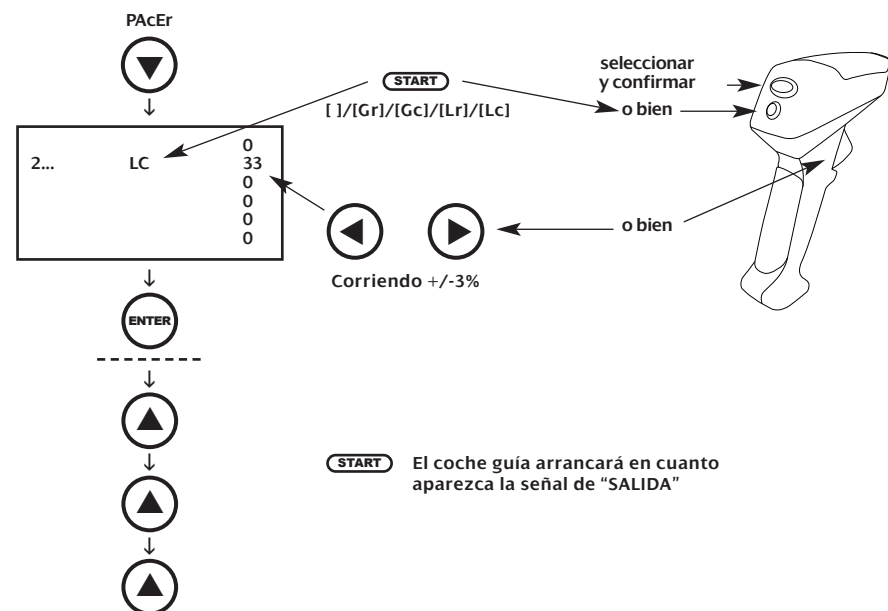 PAcEr
START
[ ]/[Gr]/[Gc]/[Lr]/[Lc]
seleccionar
y confirmar
o bien
0
2... LC 33
0
0
0
0
o bien
Corriendo +/-3%
ENTER
START El coche guía arrancará en cuanto
aparezca la señal de “SALIDA”